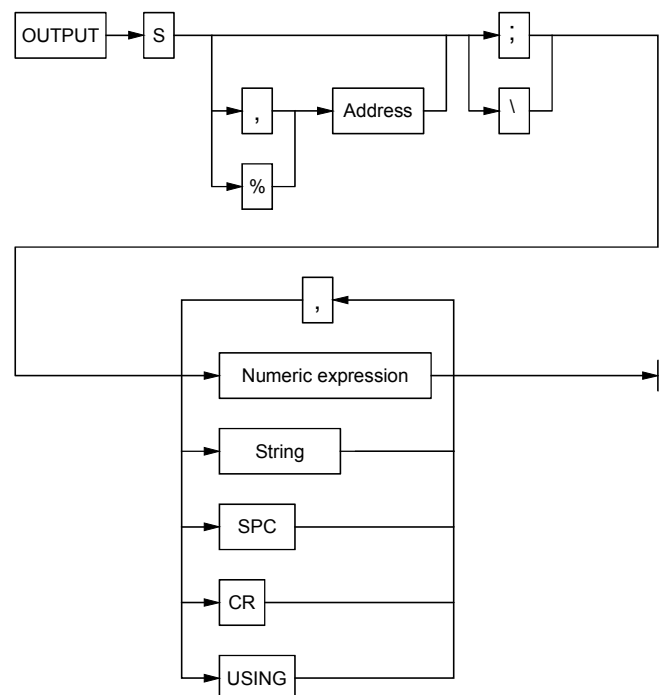 OUTPUT S ;
, Address \
%
,
Numeric expression
String
SPC
CR
USING